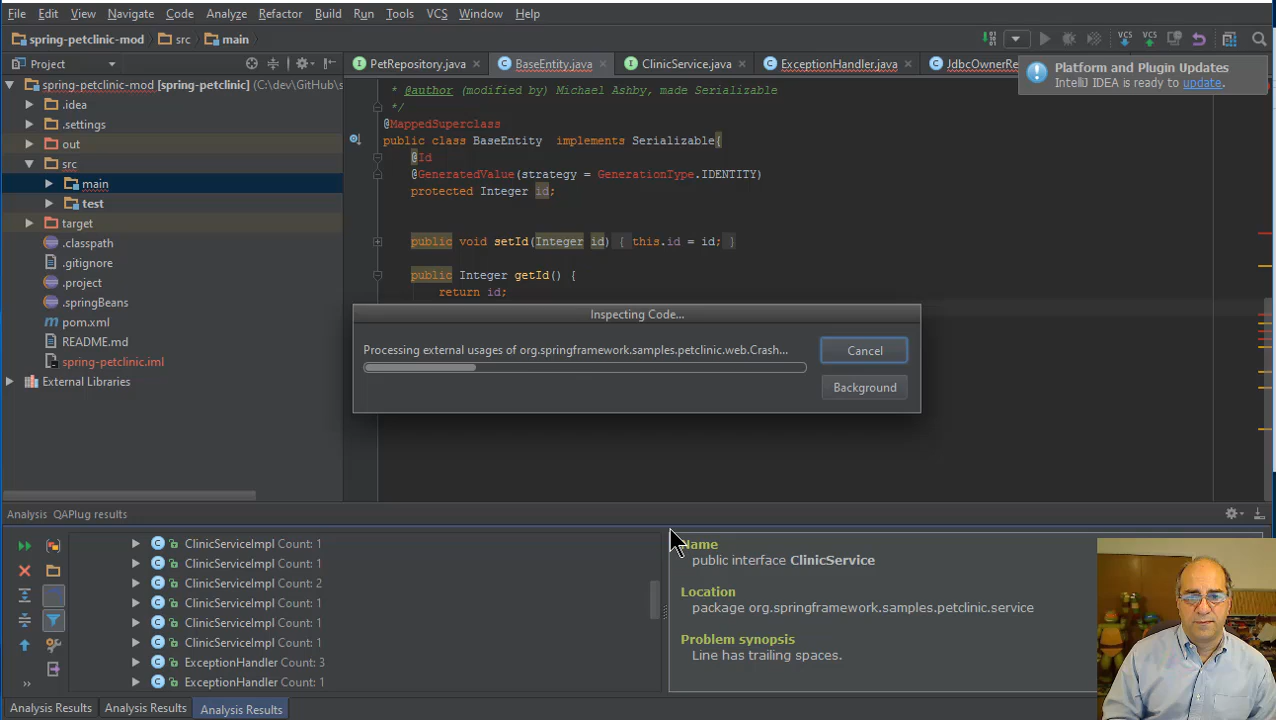 File Edit View Navigate Code Analyze Refactor Build Run Tools VCS Window Help
spring-petclinic-mod src main
VCS VCS
Project
PetRepository.java BaseEntity.java ClinicService.java ExceptionHandler.java JdbcOwnerRe
Platform and Plugin Updates
IntelliJ IDEA is ready to update.
spring-petclinic-mod [spring-petclinic] (C:\dev\GitHub\s
.idea
.settings
out
src
main
test
target
.classpath
.gitignore
.project
.springBeans
pom.xml
README.md
spring-petclinic.iml
External Libraries
* @author (modified by) Michael Ashby, made Serializable
*/
@MappedSuperclass
public class BaseEntity implements Serializable{
@Id
@GeneratedValue(strategy = GenerationType.IDENTITY)
protected Integer id;
public void setId(Integer id) { this.id = id; }
public Integer getId() {
return id;
Inspecting Code...
Processing external usages of org.springframework.samples.petclinic.web.Crash...
Cancel
Background
Analysis QAPlug results
ClinicServiceImpl Count: 1
ClinicServiceImpl Count: 1
ClinicServiceImpl Count: 2
ClinicServiceImpl Count: 1
ClinicServiceImpl Count: 1
ClinicServiceImpl Count: 1
ExceptionHandler Count: 3
ExceptionHandler Count: 1
Name
public interface ClinicService
Location
package org.springframework.samples.petclinic.service
Problem synopsis
Line has trailing spaces.
Analysis Results Analysis Results Analysis Results